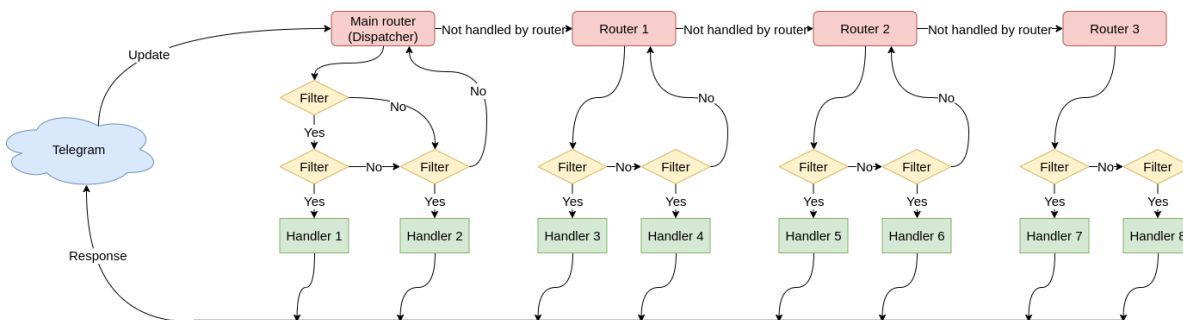 Main router
(Dispatcher)
Not handled by router
Router 1
Not handled by router
Router 2
Not handled by router
Router 3
Update
Filter
No
No
No
No
Yes
Telegram
Filter
No
Filter
Filter
No
Filter
Filter
No
Filter
Filter
No
Filter
Yes
Yes
Yes
Yes
Yes
Yes
Yes
Yes
Handler 1
Handler 2
Handler 3
Handler 4
Handler 5
Handler 6
Handler 7
Handler 8
Response